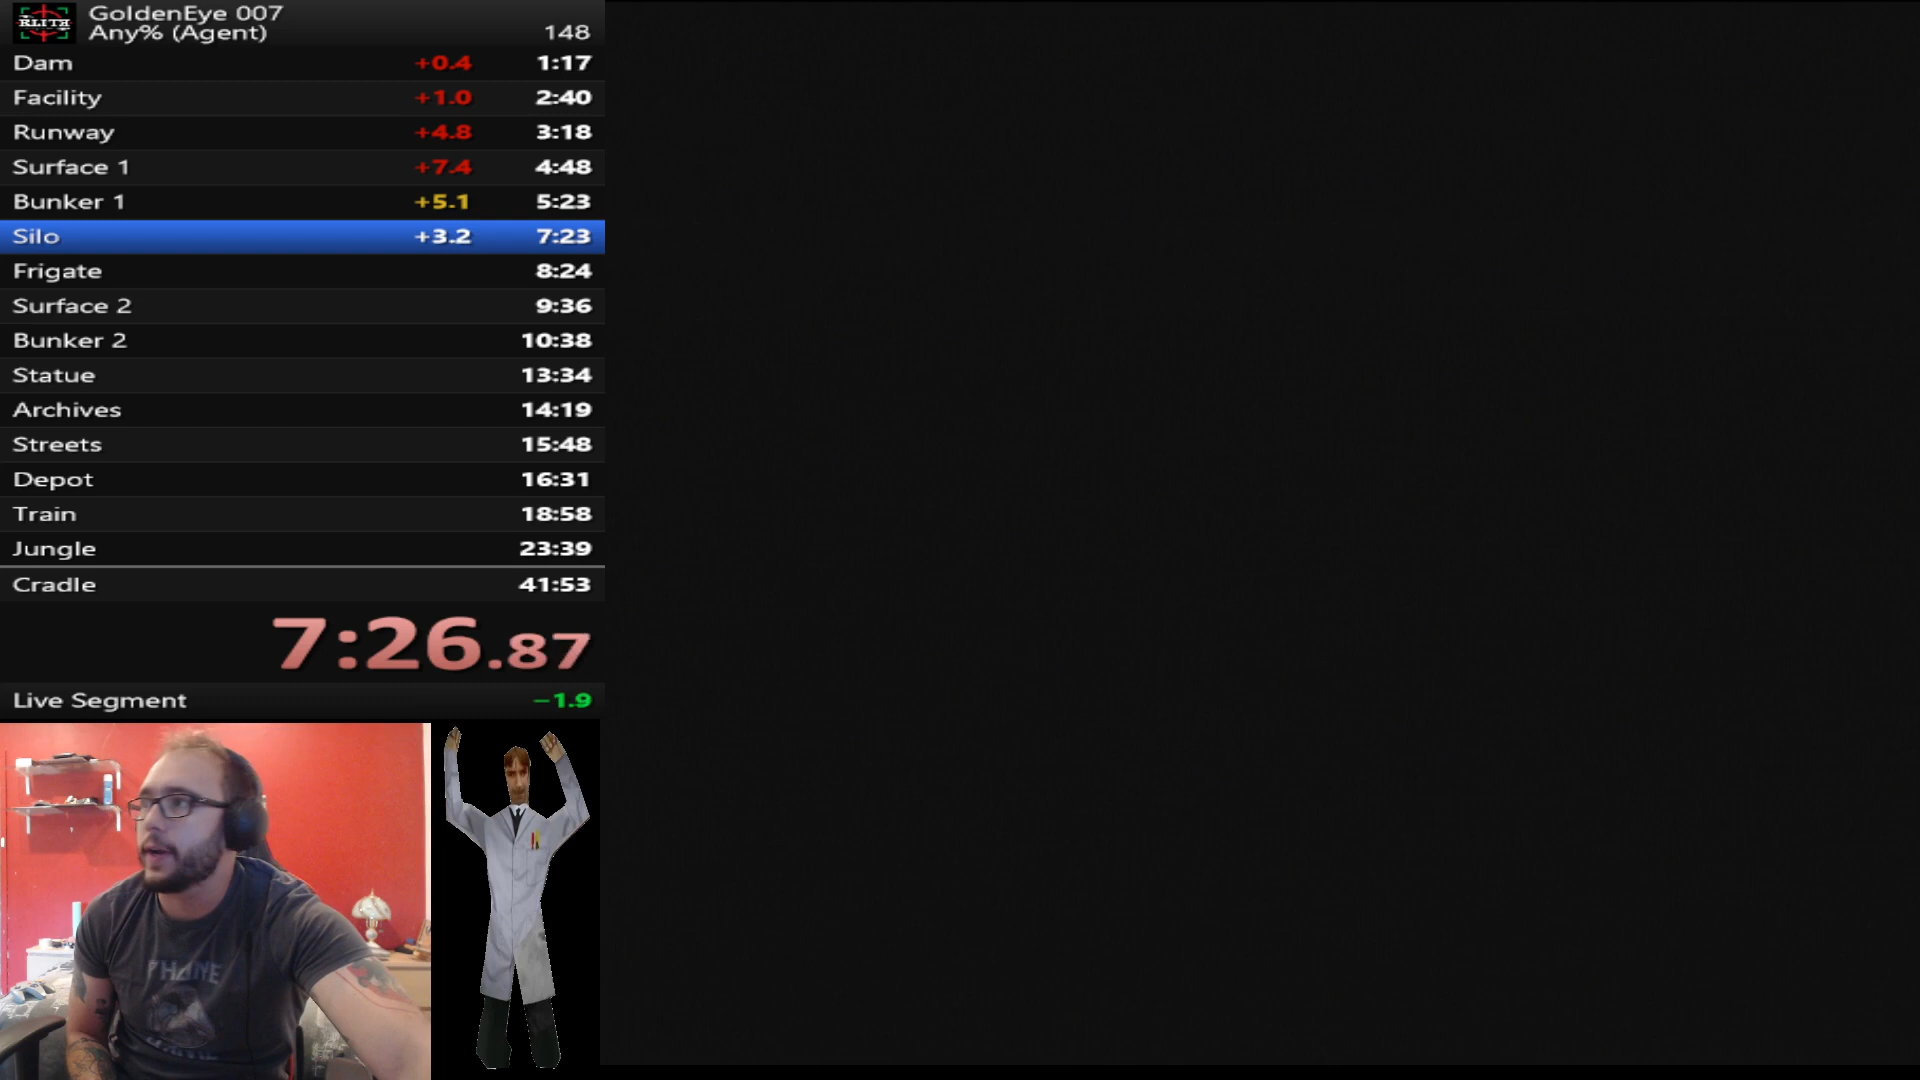 GoldenEye 007
Any% (Agent) 148
Dam +0.4 1:17
Facility +1.0 2:40
Runway +4.8 3:18
Surface 1 +7.4 4:48
Bunker 1 +5.1 5:23
Silo +3.2 7:23
Frigate 8:24
Surface 2 9:36
Bunker 2 10:38
Statue 13:34
Archives 14:19
Streets 15:48
Depot 16:31
Train 18:58
Jungle 23:39
Cradle 41:53
7:26.87
Live Segment −1.9